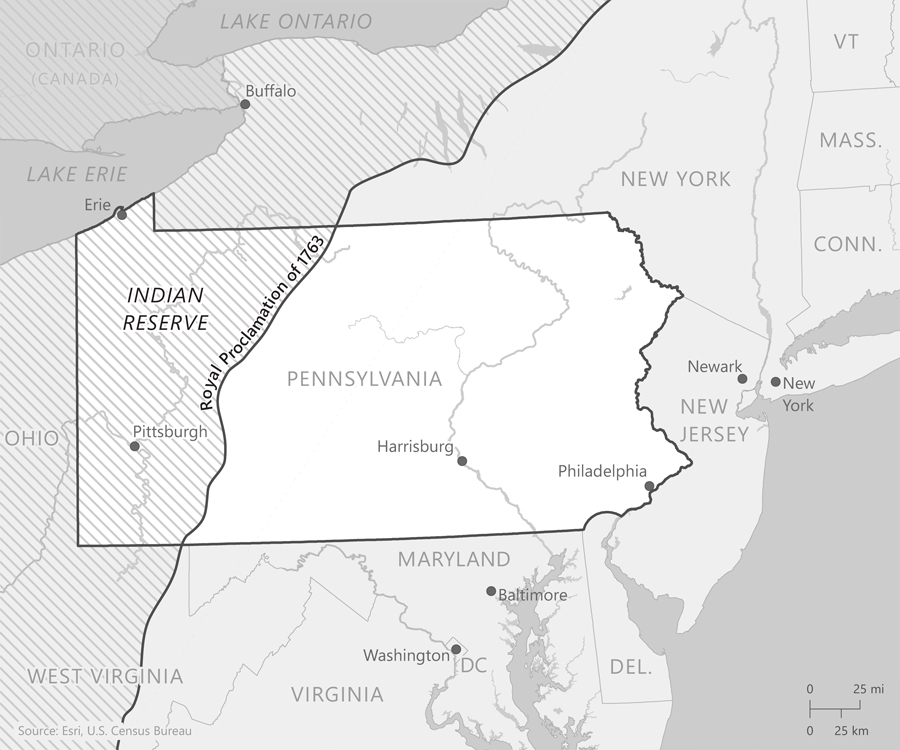 LAKE ONTARIO
ONTARIO
(CANADA)
VT
Buffalo
MASS.
LAKE ERIE
NEW YORK
Erie
CONN.
Royal Proclamation of 1763
INDIAN
RESERVE
PENNSYLVANIA
Newark
New
York
NEW
JERSEY
OHIO
Pittsburgh
Harrisburg
Philadelphia
MARYLAND
Baltimore
Washington
DC
DEL.
WEST VIRGINIA
VIRGINIA
0 25 mi
0 25 km
Source: Esri, U.S. Census Bureau